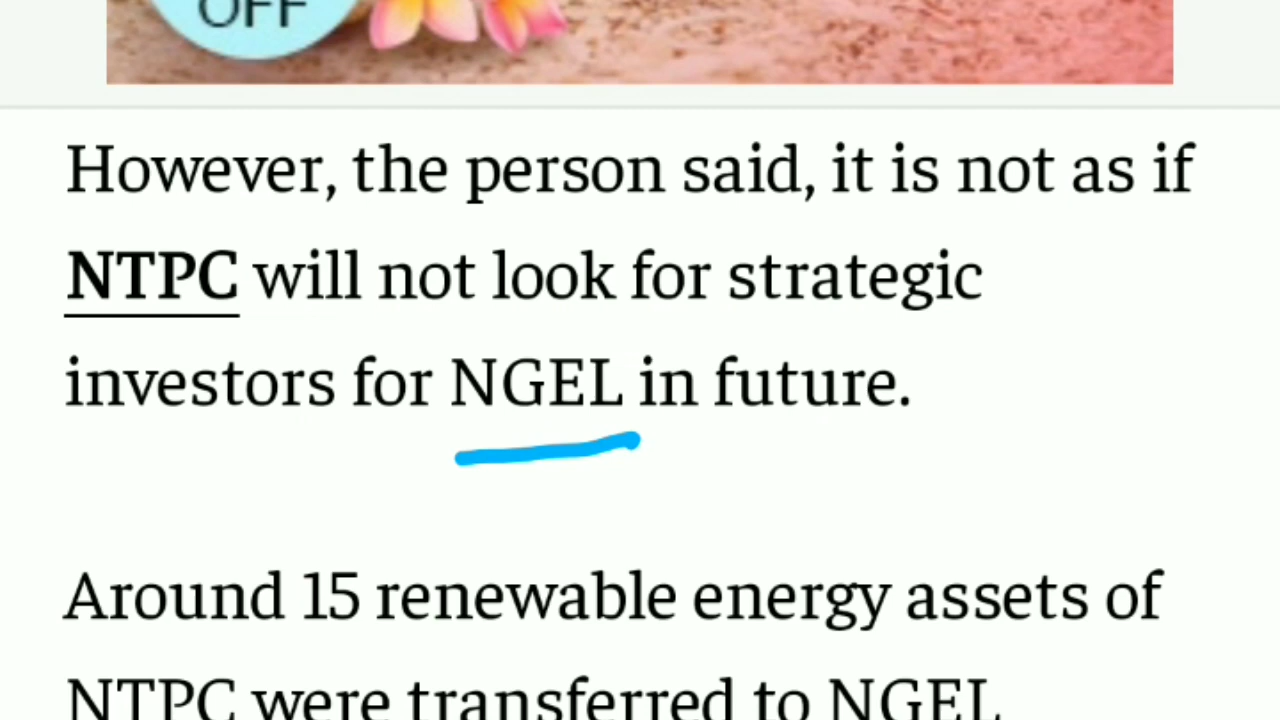 OFF
However, the person said, it is not as if
NTPC will not look for strategic
investors for NGEL in future.
Around 15 renewable energy assets of
NTPC were transferred to NGEL